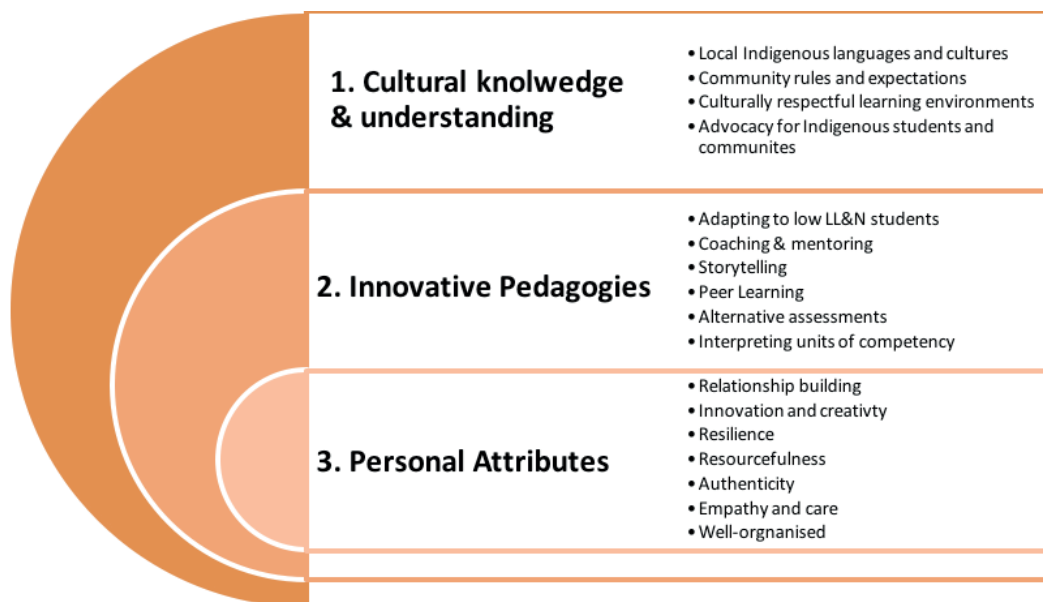 1. Cultural knolwedge
& understanding
• Local Indigenous languages and cultures
• Community rules and expectations
• Culturally respectful learning environments
• Advocacy for Indigenous students and
communites
2. Innovative Pedagogies
• Adapting to low LL&N students
• Coaching & mentoring
• Storytelling
• Peer Learning
• Alternative assessments
• Interpreting units of competency
3. Personal Attributes
• Relationship building
• Innovation and creativty
• Resilience
• Resourcefulness
• Authenticity
• Empathy and care
• Well-orgnanised